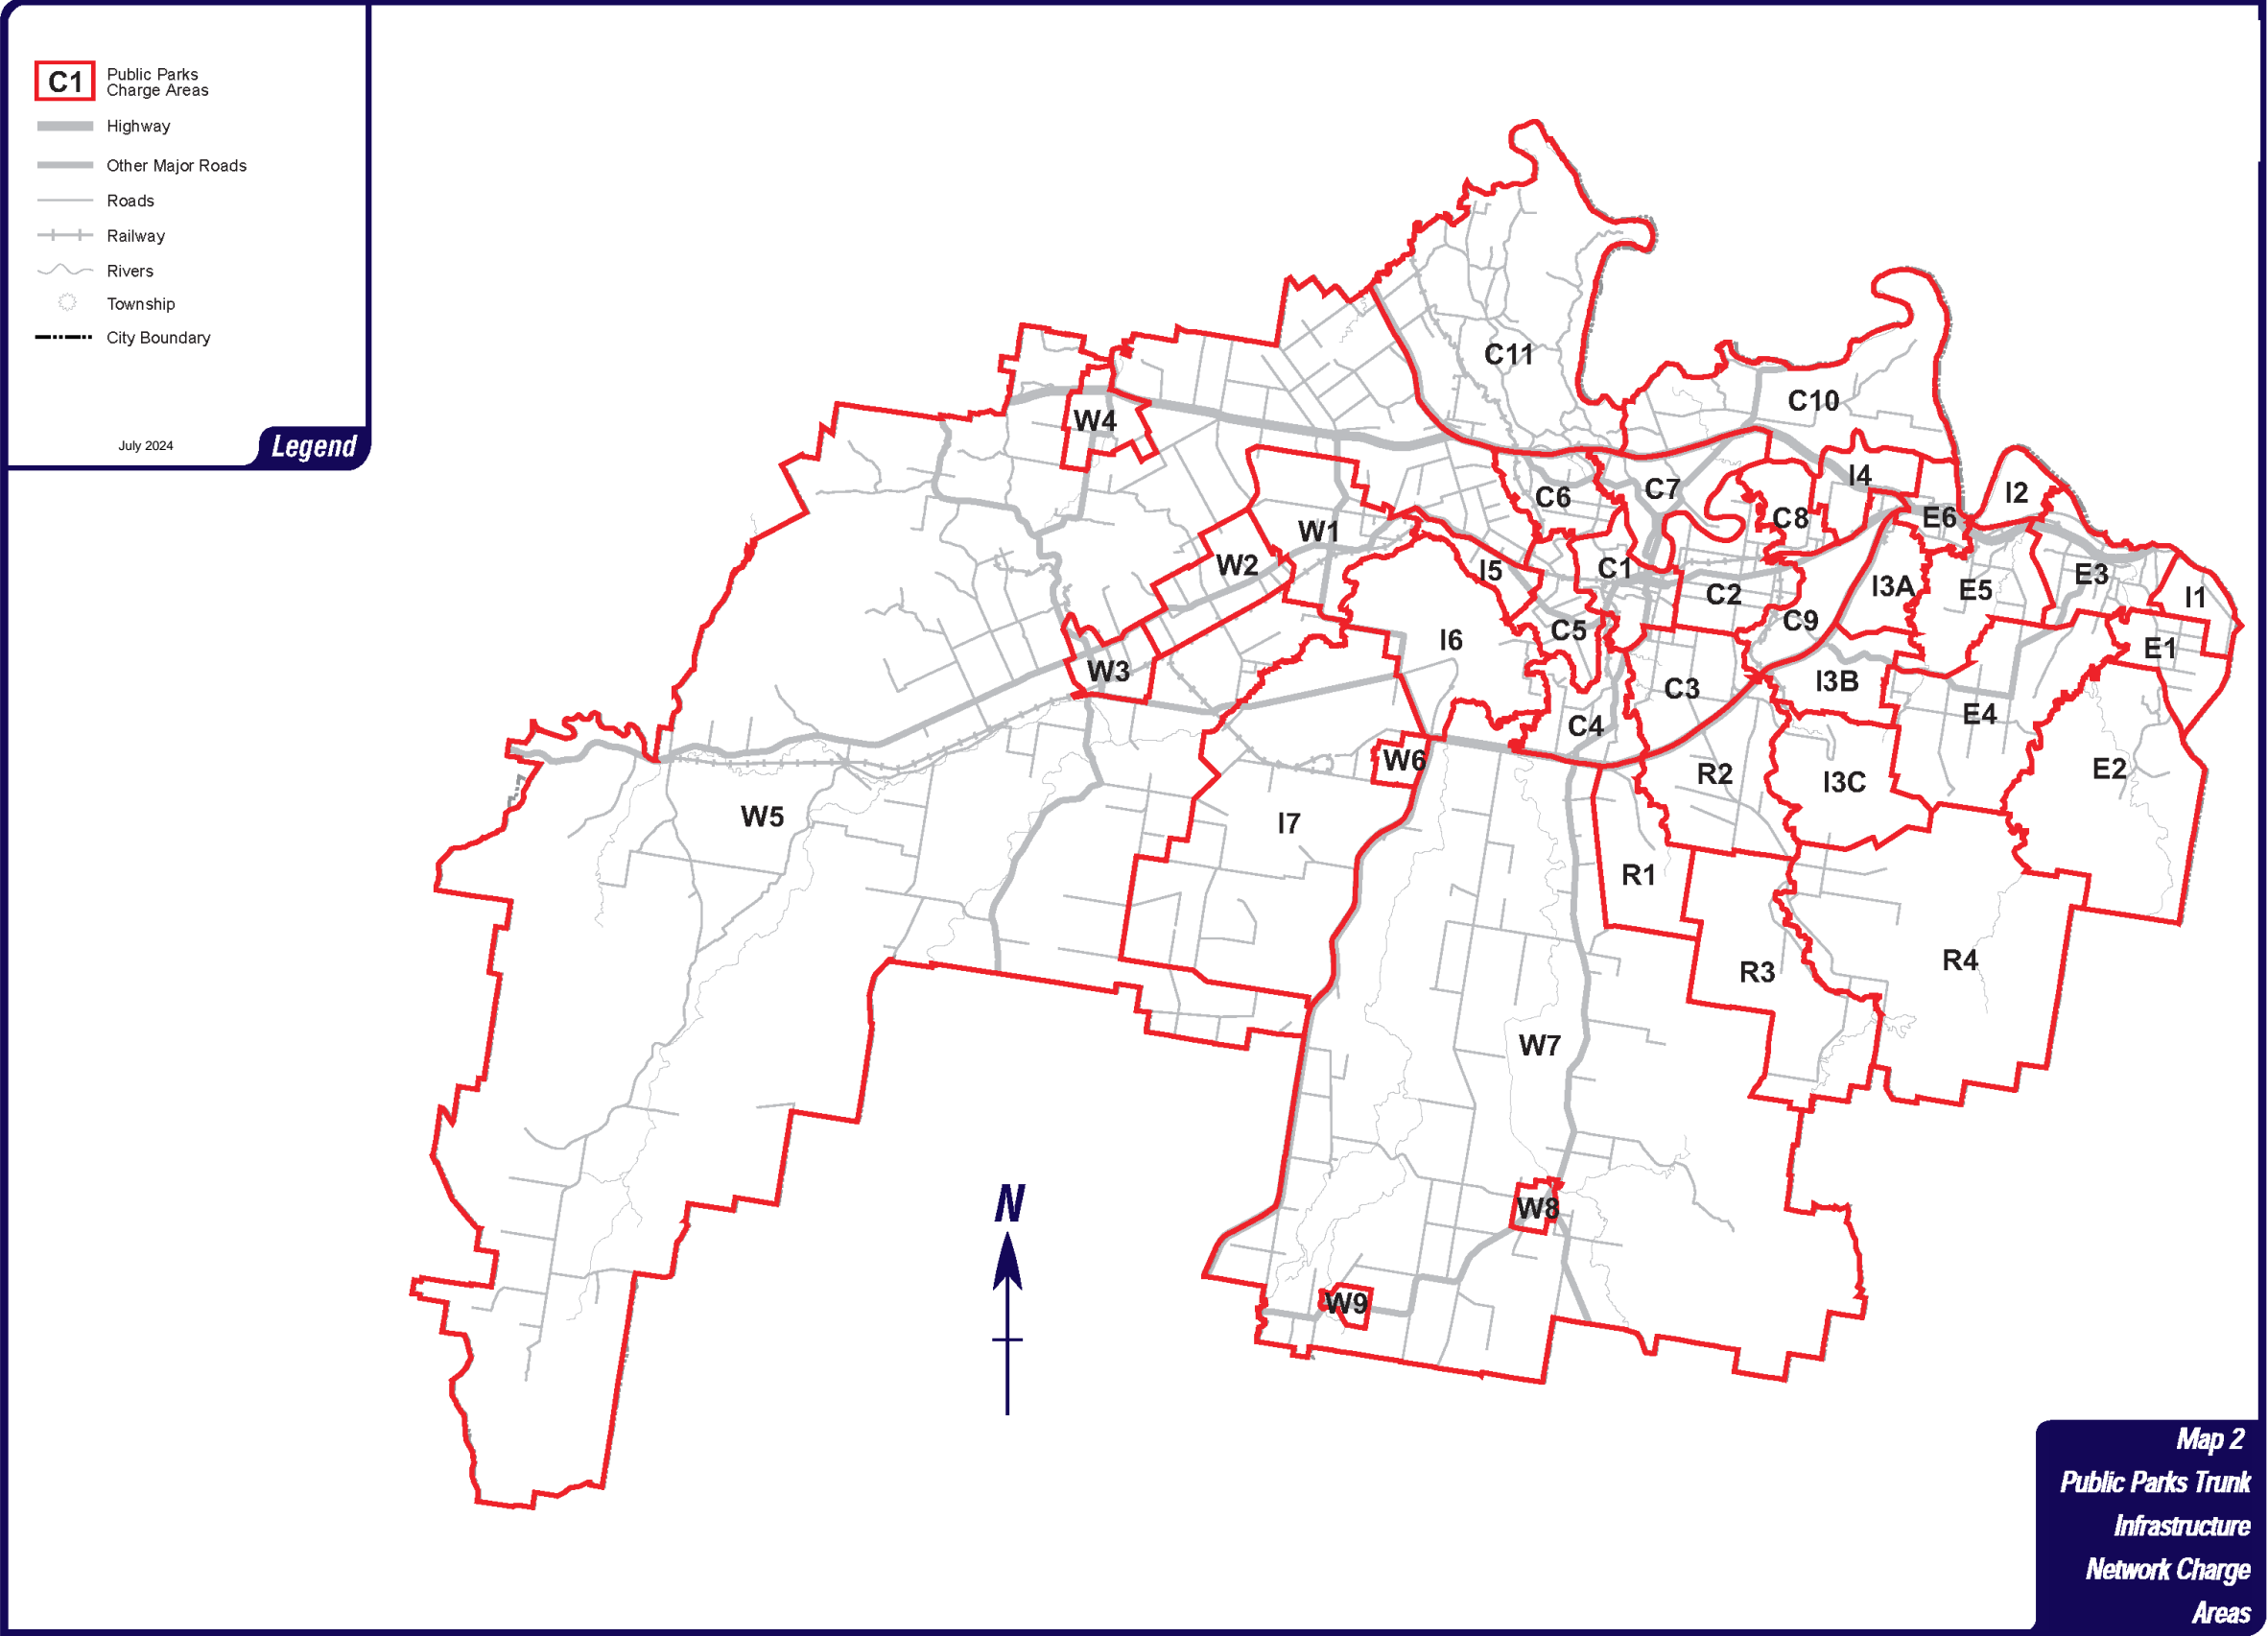 C1
Public Parks
Charge Areas
Highway
Other Major Roads
Roads
Railway
Rivers
Township
City Boundary
July 2024
Legend
C11
C10
W4
I4
C6
C7
I2
C8
E6
W1
W2
I5
C1
C2
I3A
E5
E3
I1
C9
C5
I6
E1
W3
C3
I3B
C4
E4
W6
R2
I3C
E2
W5
I7
R1
R3
R4
W7
W8
W9
N
Map 2
Public Parks Trunk
Infrastructure
Network Charge
Areas